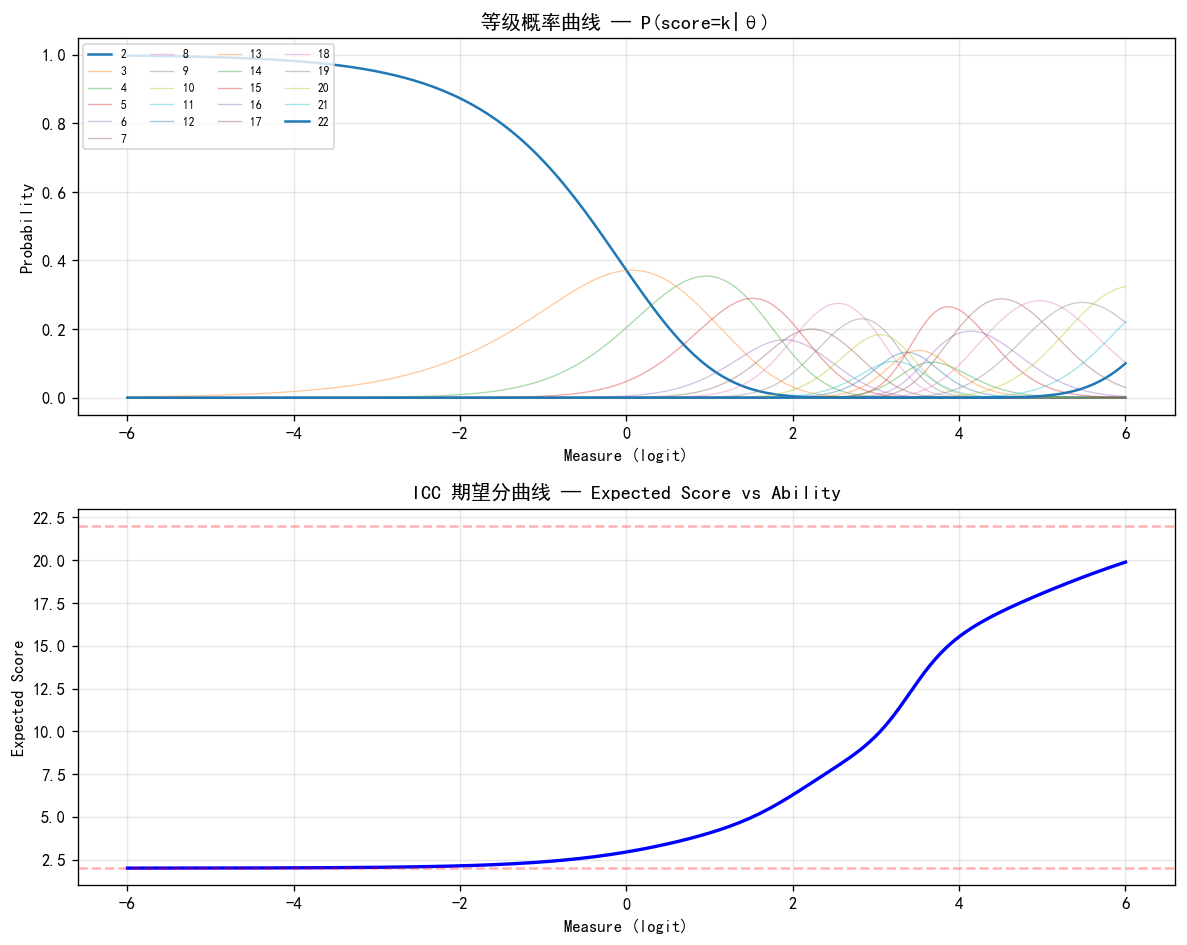 等级概率曲线 — P(score=k|θ)
1.0
0.8
0.6
0.4
0.2
0.0
Probability
2 8 13 18
3 9 14 19
4 10 15 20
5 11 16 21
6 12 17 22
7
-6 -4 -2 0 2 4 6
Measure (logit)
ICC 期望分曲线 — Expected Score vs Ability
22.5
20.0
17.5
15.0
12.5
10.0
7.5
5.0
2.5
Expected Score
-6 -4 -2 0 2 4 6
Measure (logit)